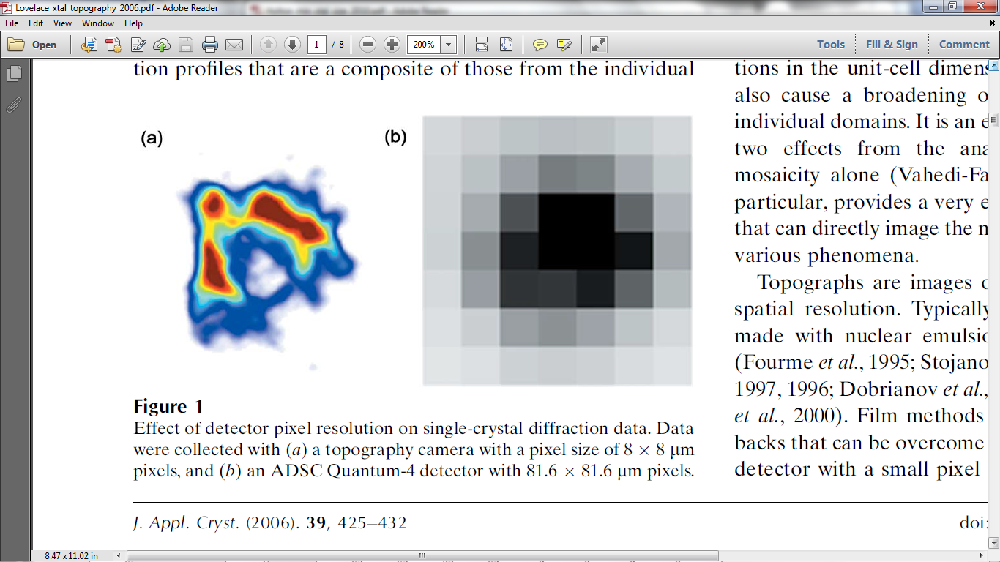 Lovelace_xtal_topography_2006.pdf - Adobe Reader
File Edit View Window Help
Open 1 / 8 200% Tools Fill & Sign Comment
tion profiles that are a composite of those from the individual
(a) (b)
Figure 1
Effect of detector pixel resolution on single-crystal diffraction data. Data
were collected with (a) a topography camera with a pixel size of 8 × 8 μm
pixels, and (b) an ADSC Quantum-4 detector with 81.6 × 81.6 μm pixels.
J. Appl. Cryst. (2006). 39, 425–432
tions in the unit-cell dimens
also cause a broadening o
individual domains. It is an e
two effects from the ana
mosaicity alone (Vahedi-Fa
particular, provides a very e
that can directly image the m
various phenomena.
Topographs are images o
spatial resolution. Typically
made with nuclear emulsio
(Fourme et al., 1995; Stojano
1997, 1996; Dobrianov et al.,
et al., 2000). Film methods
backs that can be overcome
detector with a small pixel
doi:
8.47 x 11.02 in